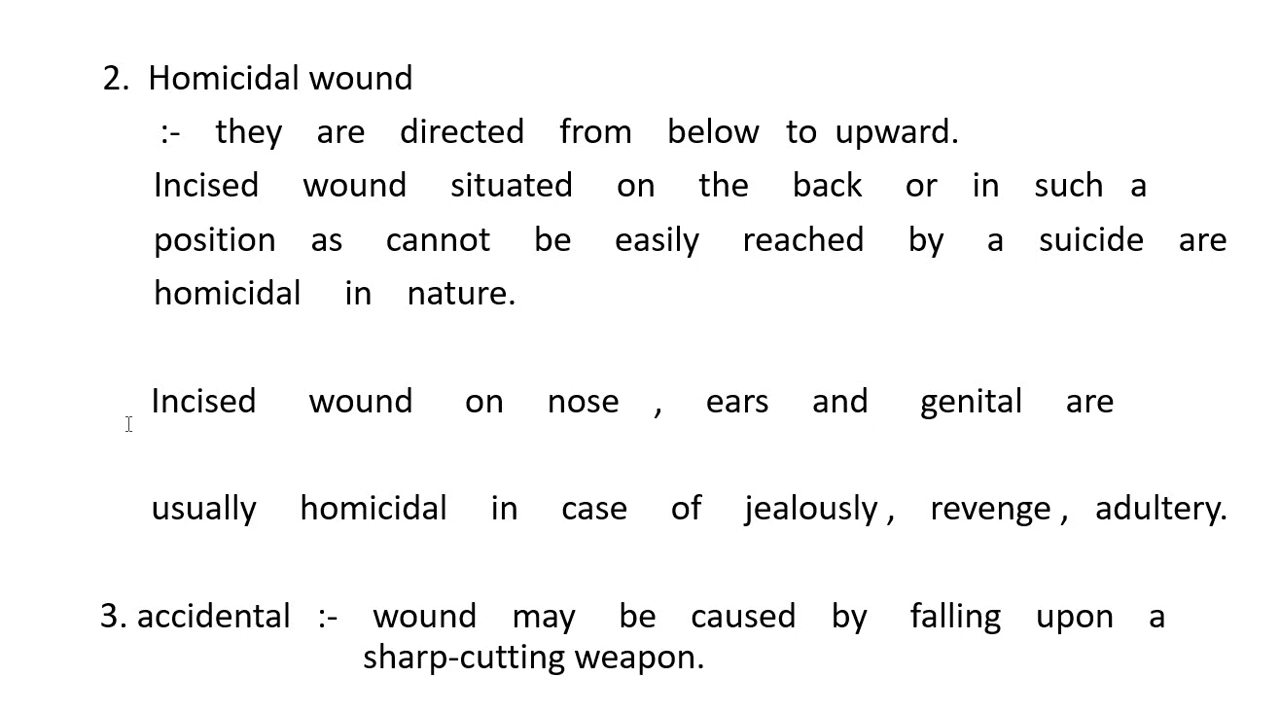 2. Homicidal wound
:- they are directed from below to upward.
Incised wound situated on the back or in such a
position as cannot be easily reached by a suicide are
homicidal in nature.
Incised wound on nose , ears and genital are
usually homicidal in case of jealously , revenge , adultery.
3. accidental :- wound may be caused by falling upon a
sharp-cutting weapon.